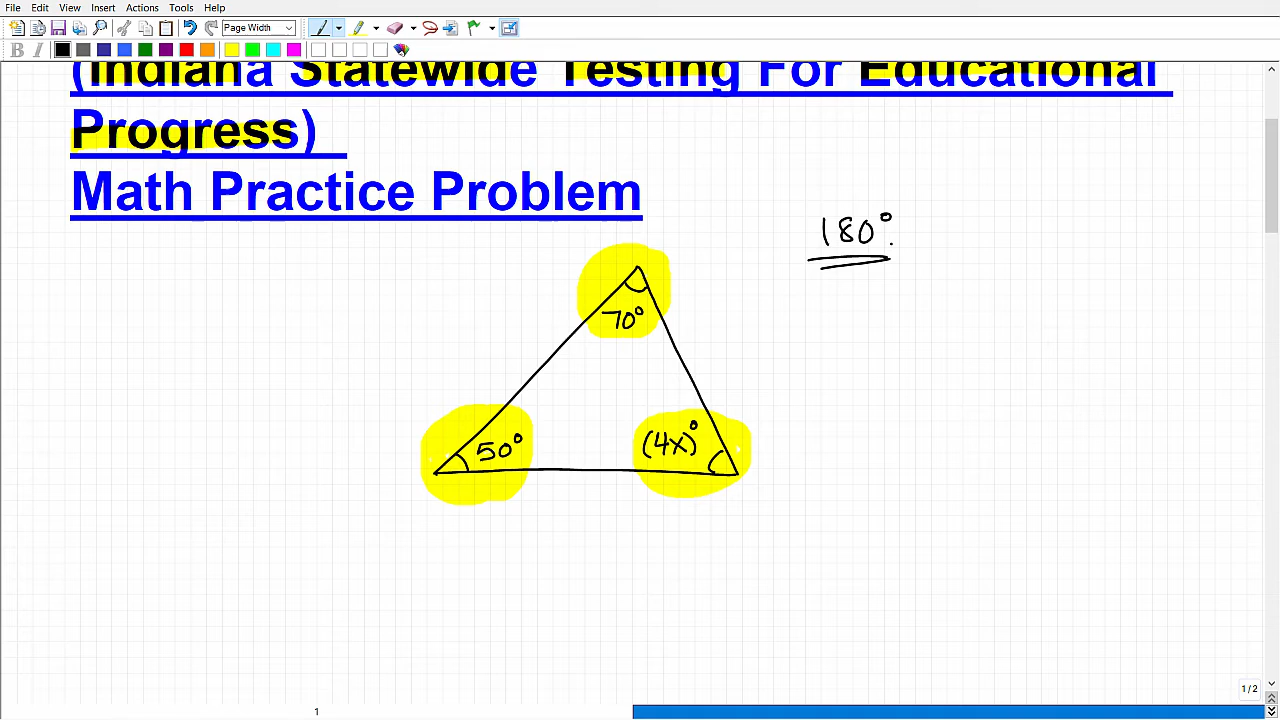 File Edit View Insert Actions Tools Help
Page Width
B I
(Indiana Statewide Testing For Educational
Progress)
Math Practice Problem
180°.
70°
50°
(4x)°
1/2
1